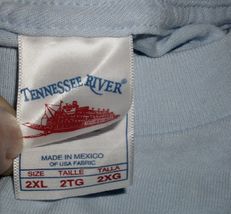 TENNESSEE RIVER®
MADE IN MEXICO
OF USA FABRIC
SIZE TAILLE TALLA
2XL 2TG 2XG